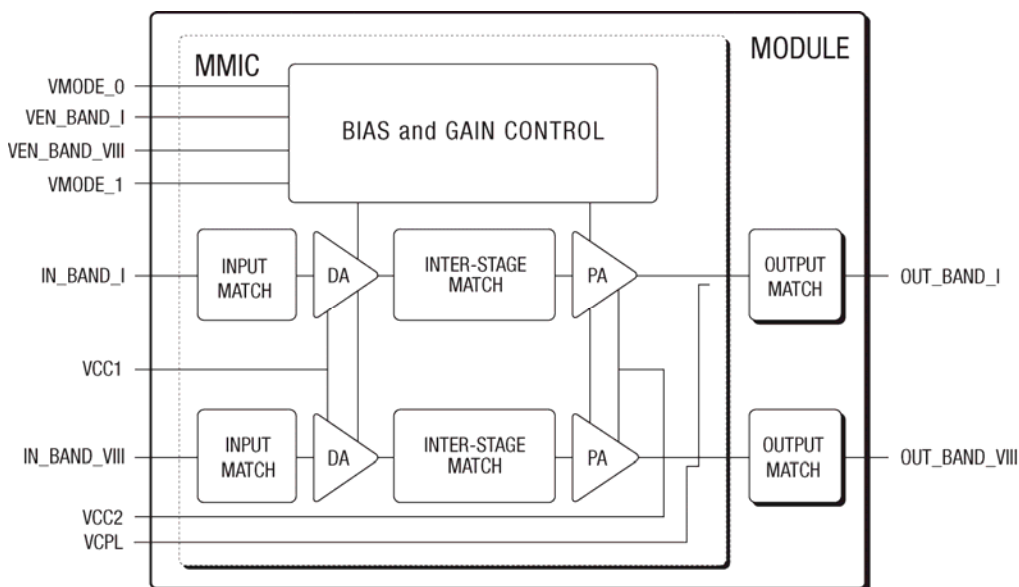 MODULE
MMIC
VMODE_0
VEN_BAND_I
VEN_BAND_VIII
VMODE_1
BIAS and GAIN CONTROL
IN_BAND_I
INPUT
MATCH
DA
INTER-STAGE
MATCH
PA
OUTPUT
MATCH
OUT_BAND_I
VCC1
IN_BAND_VIII
INPUT
MATCH
DA
INTER-STAGE
MATCH
PA
OUTPUT
MATCH
OUT_BAND_VIII
VCC2
VCPL